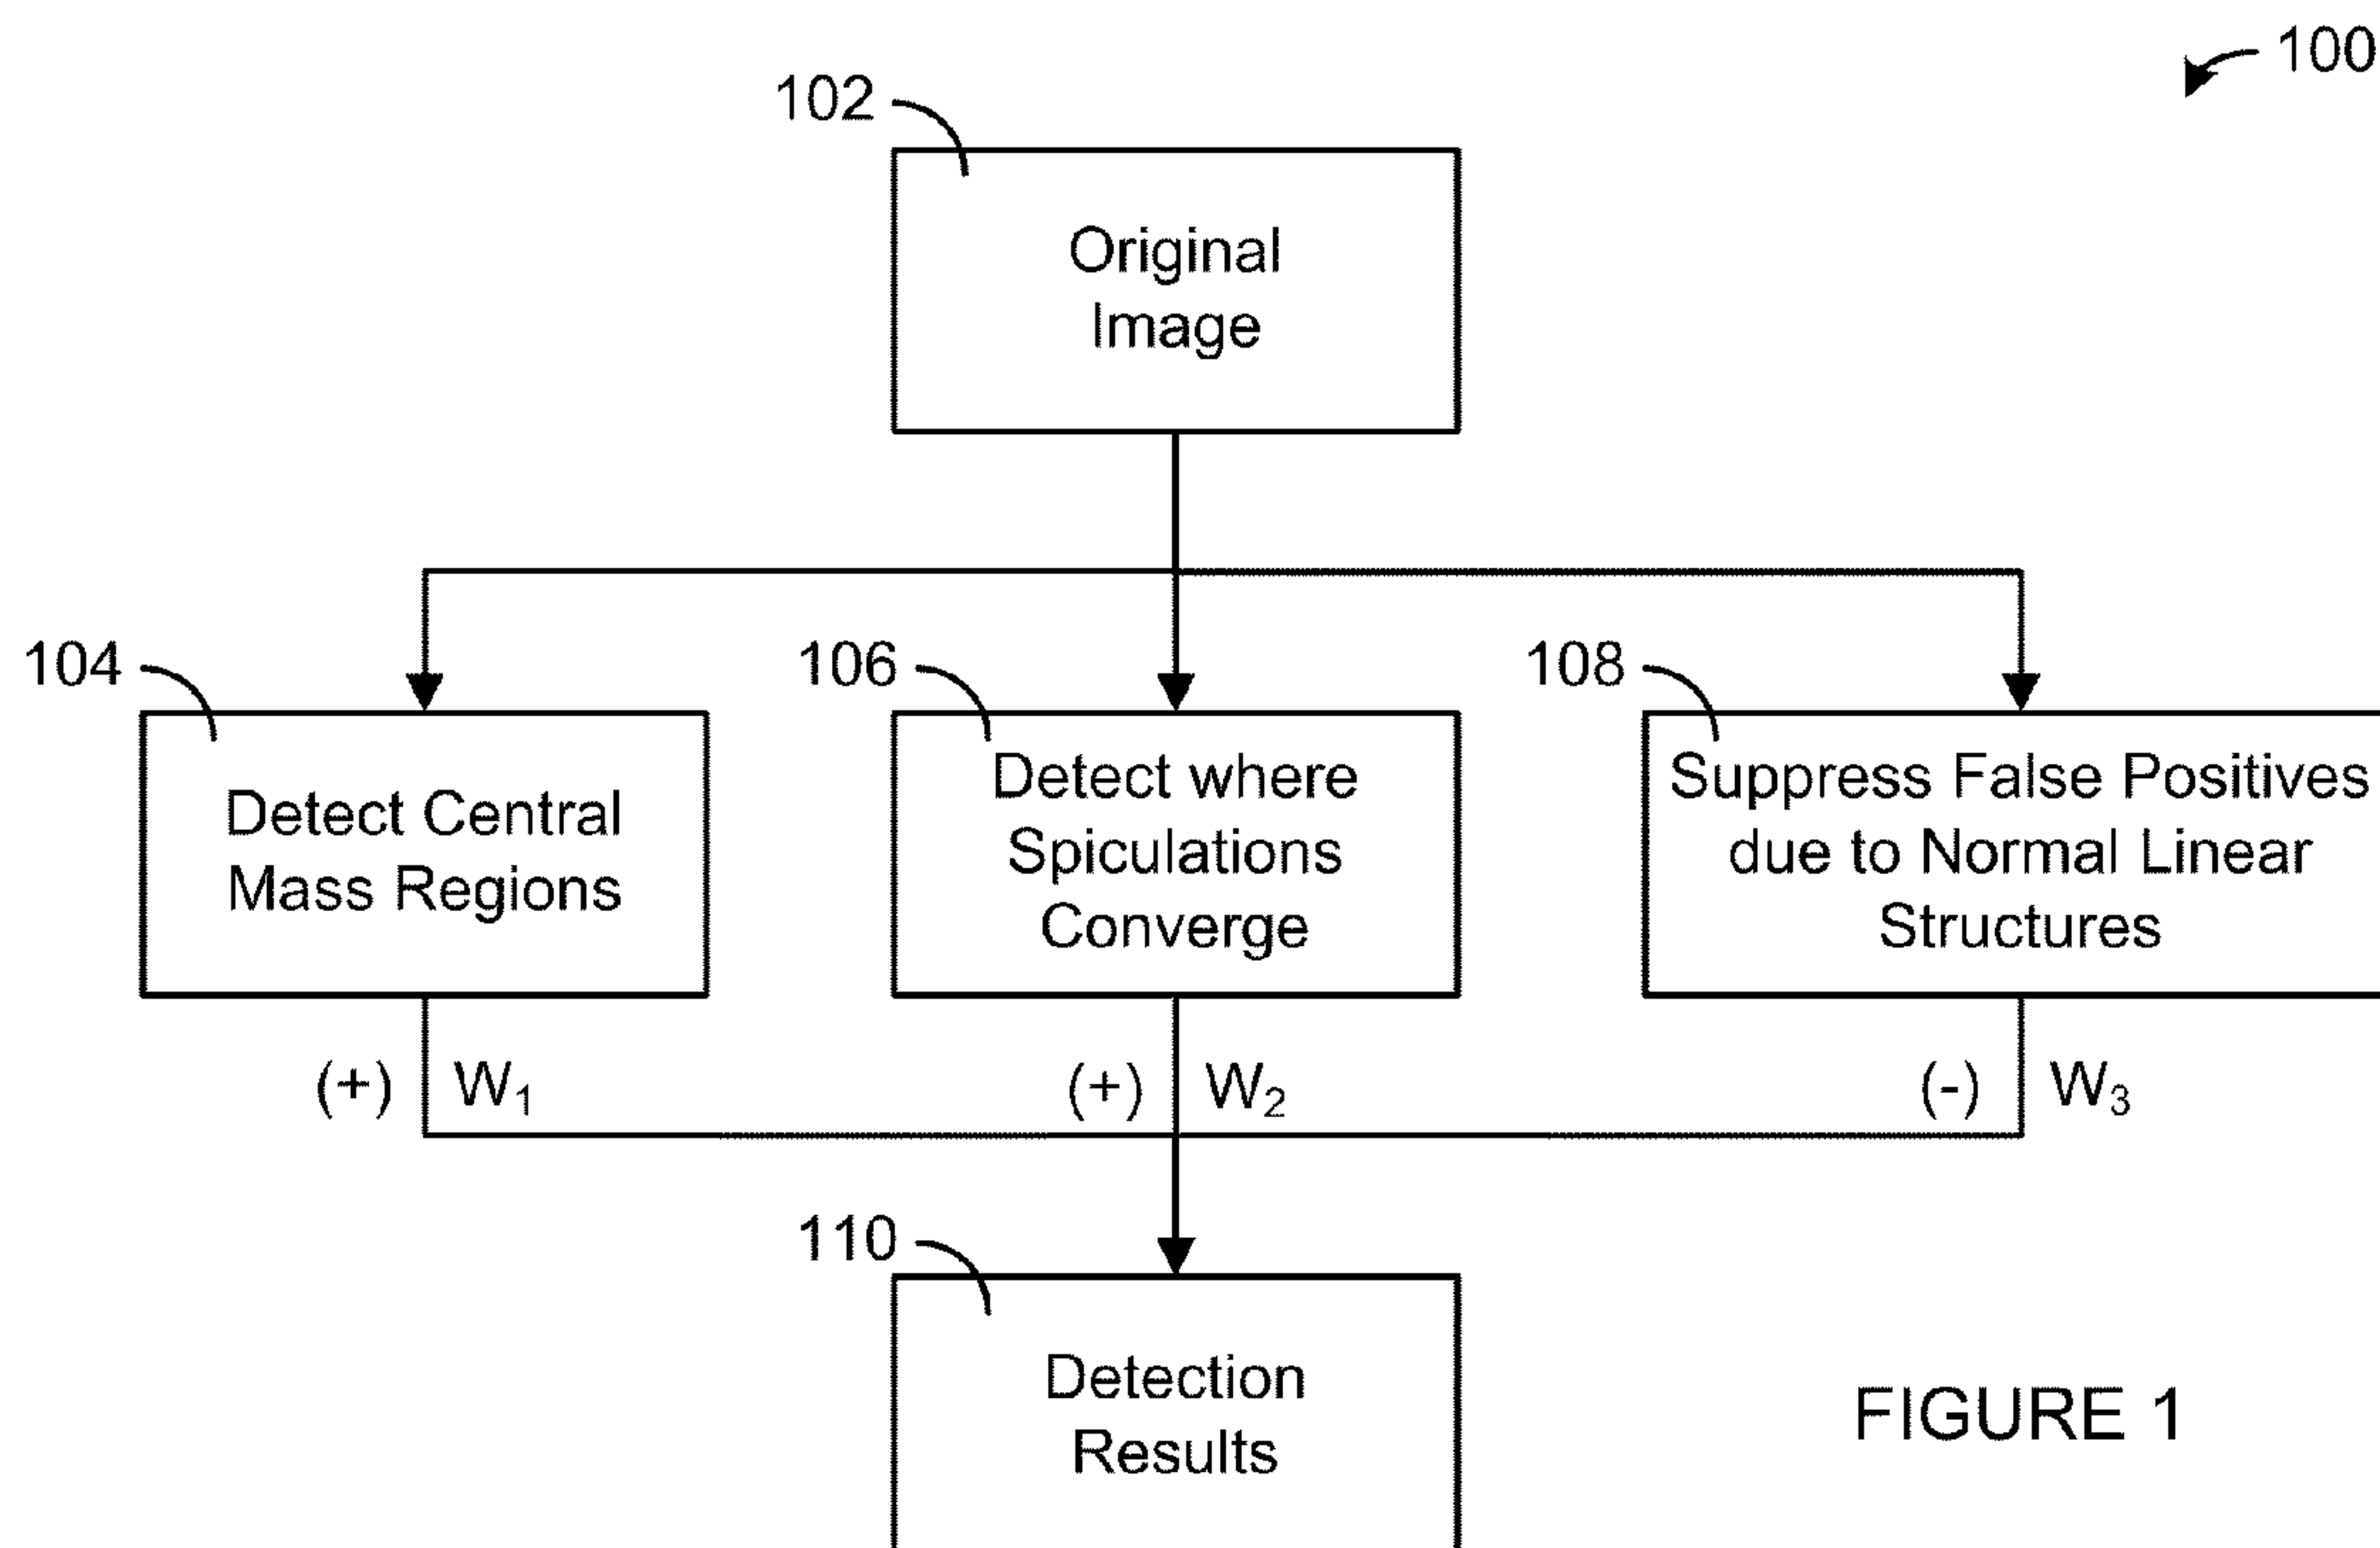 100
102
Original
Image
104
106
108
Detect Central
Mass Regions
Detect where
Spiculations
Converge
Suppress False Positives
due to Normal Linear
Structures
(+) W₁
(+) W₂
(-) W₃
110
Detection
Results
FIGURE 1